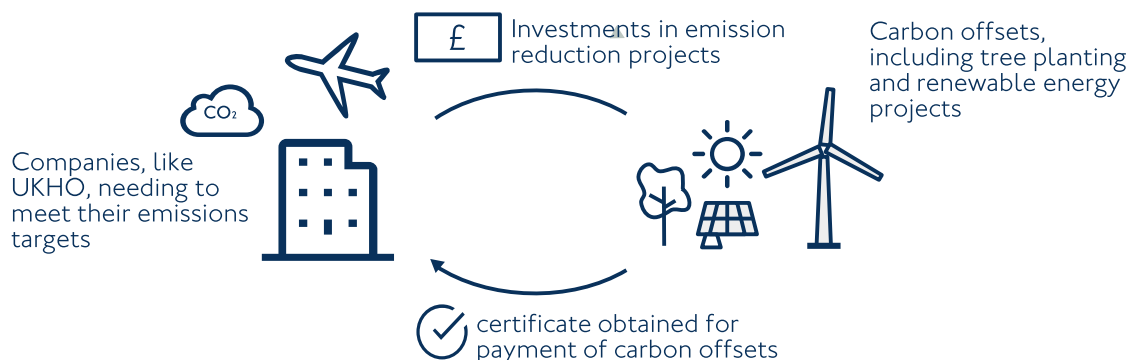 £
Investments in emission
reduction projects
Carbon offsets,
including tree planting
and renewable energy
projects
CO₂
Companies, like
UKHO, needing to
meet their emissions
targets
certificate obtained for
payment of carbon offsets